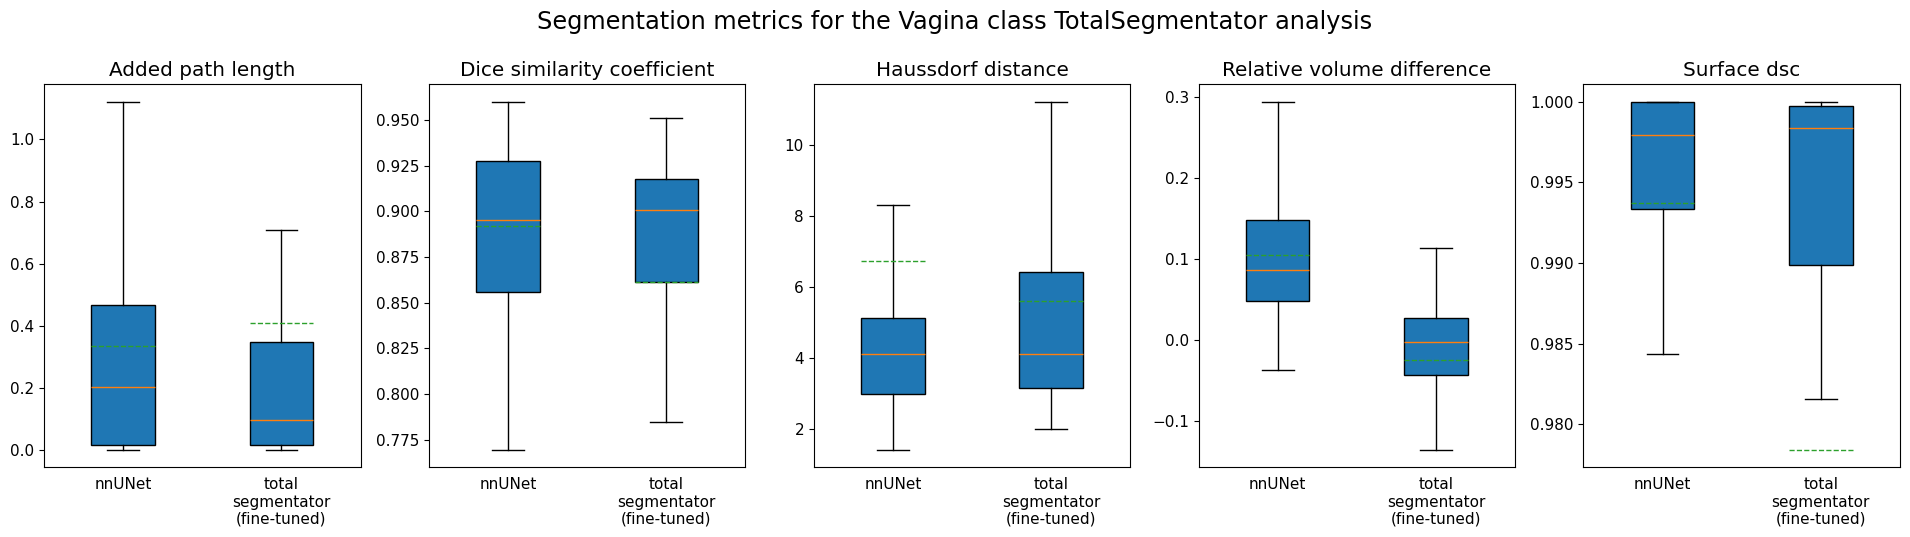 Segmentation metrics for the Vagina class TotalSegmentator analysis
Added path length
1.0
0.8
0.6
0.4
0.2
0.0
nnUNet
total
segmentator
(fine-tuned)
Dice similarity coefficient
0.950
0.925
0.900
0.875
0.850
0.825
0.800
0.775
nnUNet
total
segmentator
(fine-tuned)
Haussdorf distance
10
8
6
4
2
nnUNet
total
segmentator
(fine-tuned)
Relative volume difference
0.3
0.2
0.1
0.0
−0.1
nnUNet
total
segmentator
(fine-tuned)
Surface dsc
1.000
0.995
0.990
0.985
0.980
nnUNet
total
segmentator
(fine-tuned)